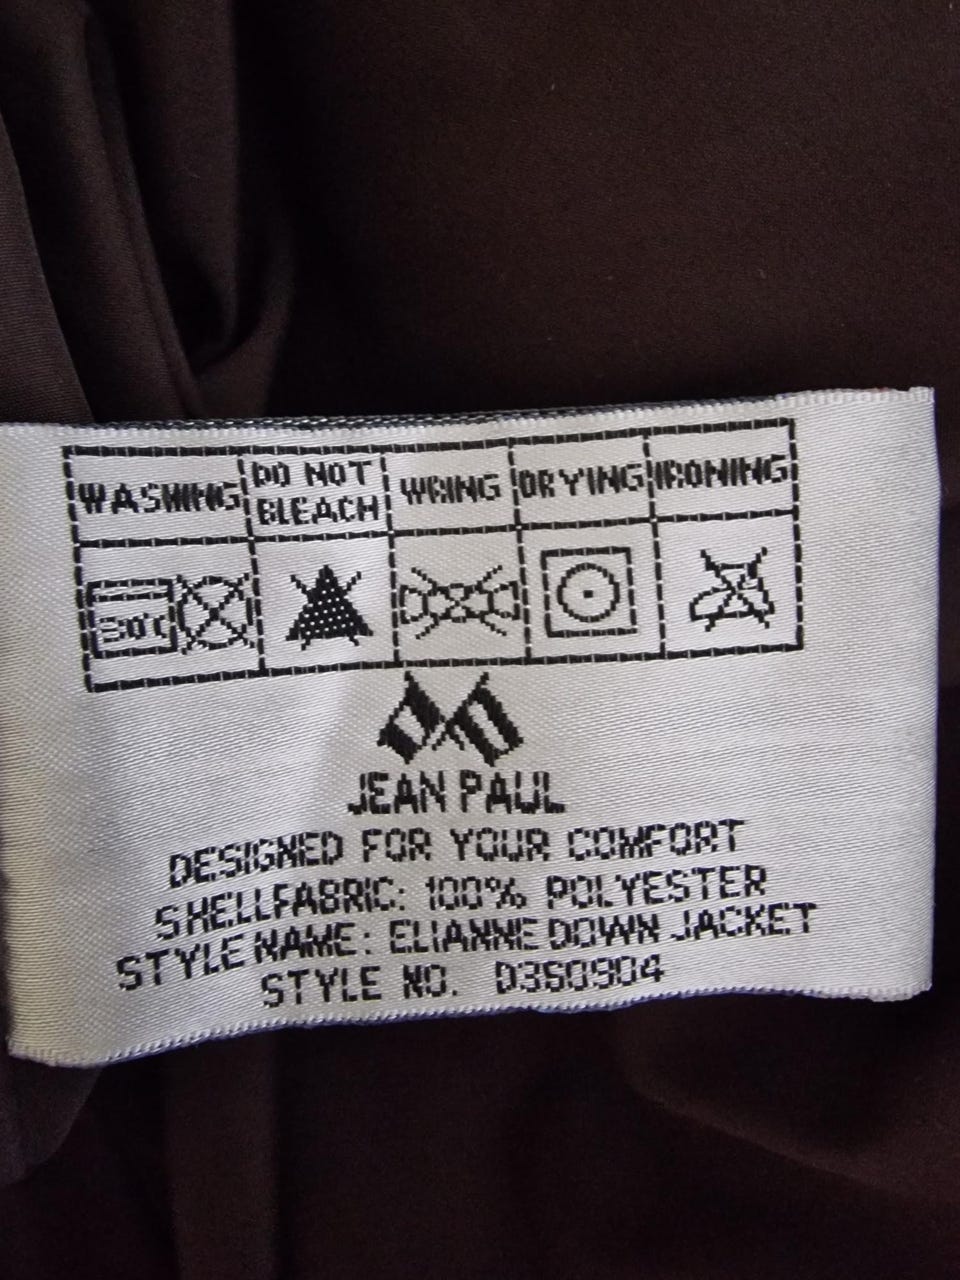 WASHING DO NOT BLEACH WRING DRYING IRONING
30°C
JEAN PAUL
DESIGNED FOR YOUR COMFORT
SHELLFABRIC: 100% POLYESTER
STYLE NAME: ELIANNE DOWN JACKET
STYLE NO. D360904